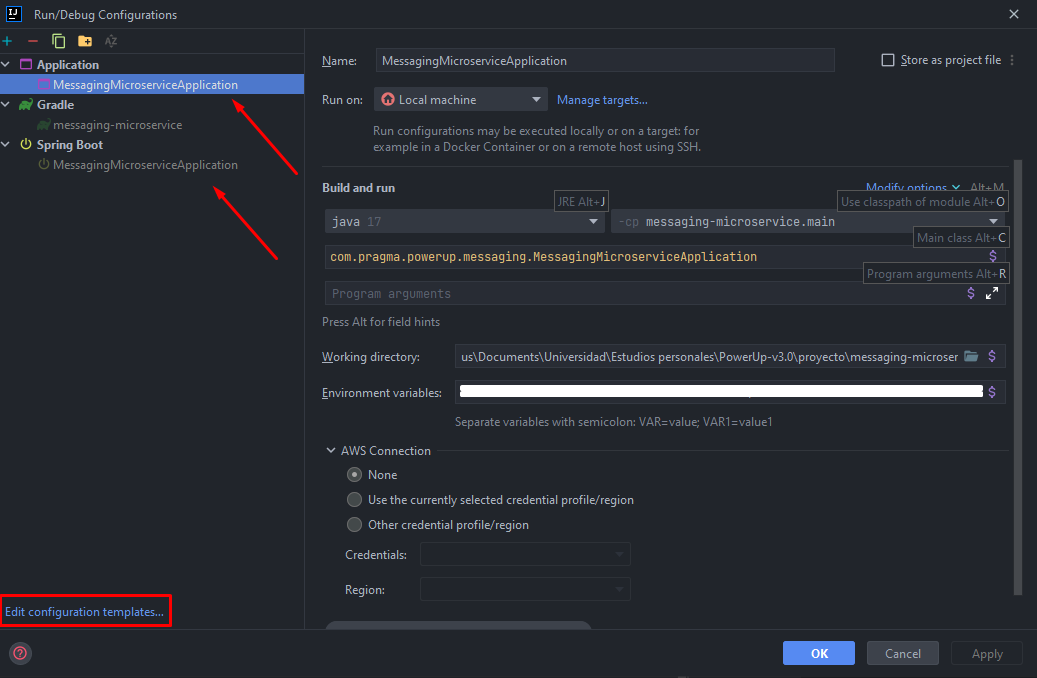 Run/Debug Configurations
Application
MessagingMicroserviceApplication
Gradle
messaging-microservice
Spring Boot
MessagingMicroserviceApplication
Edit configuration templates...
Name: MessagingMicroserviceApplication
Store as project file
Run on: Local machine Manage targets...
Run configurations may be executed locally or on a target: for
example in a Docker Container or on a remote host using SSH.
Build and run
Modify options Alt+M
JRE Alt+J
Use classpath of module Alt+O
java 17
-cp messaging-microservice.main
Main class Alt+C
com.pragma.powerup.messaging.MessagingMicroserviceApplication
Program arguments Alt+R
Program arguments
Press Alt for field hints
Working directory: us\Documents\Universidad\Estudios personales\PowerUp-v3.0\proyecto\messaging-microser
Environment variables:
Separate variables with semicolon: VAR=value; VAR1=value1
AWS Connection
None
Use the currently selected credential profile/region
Other credential profile/region
Credentials:
Region:
OK
Cancel
Apply